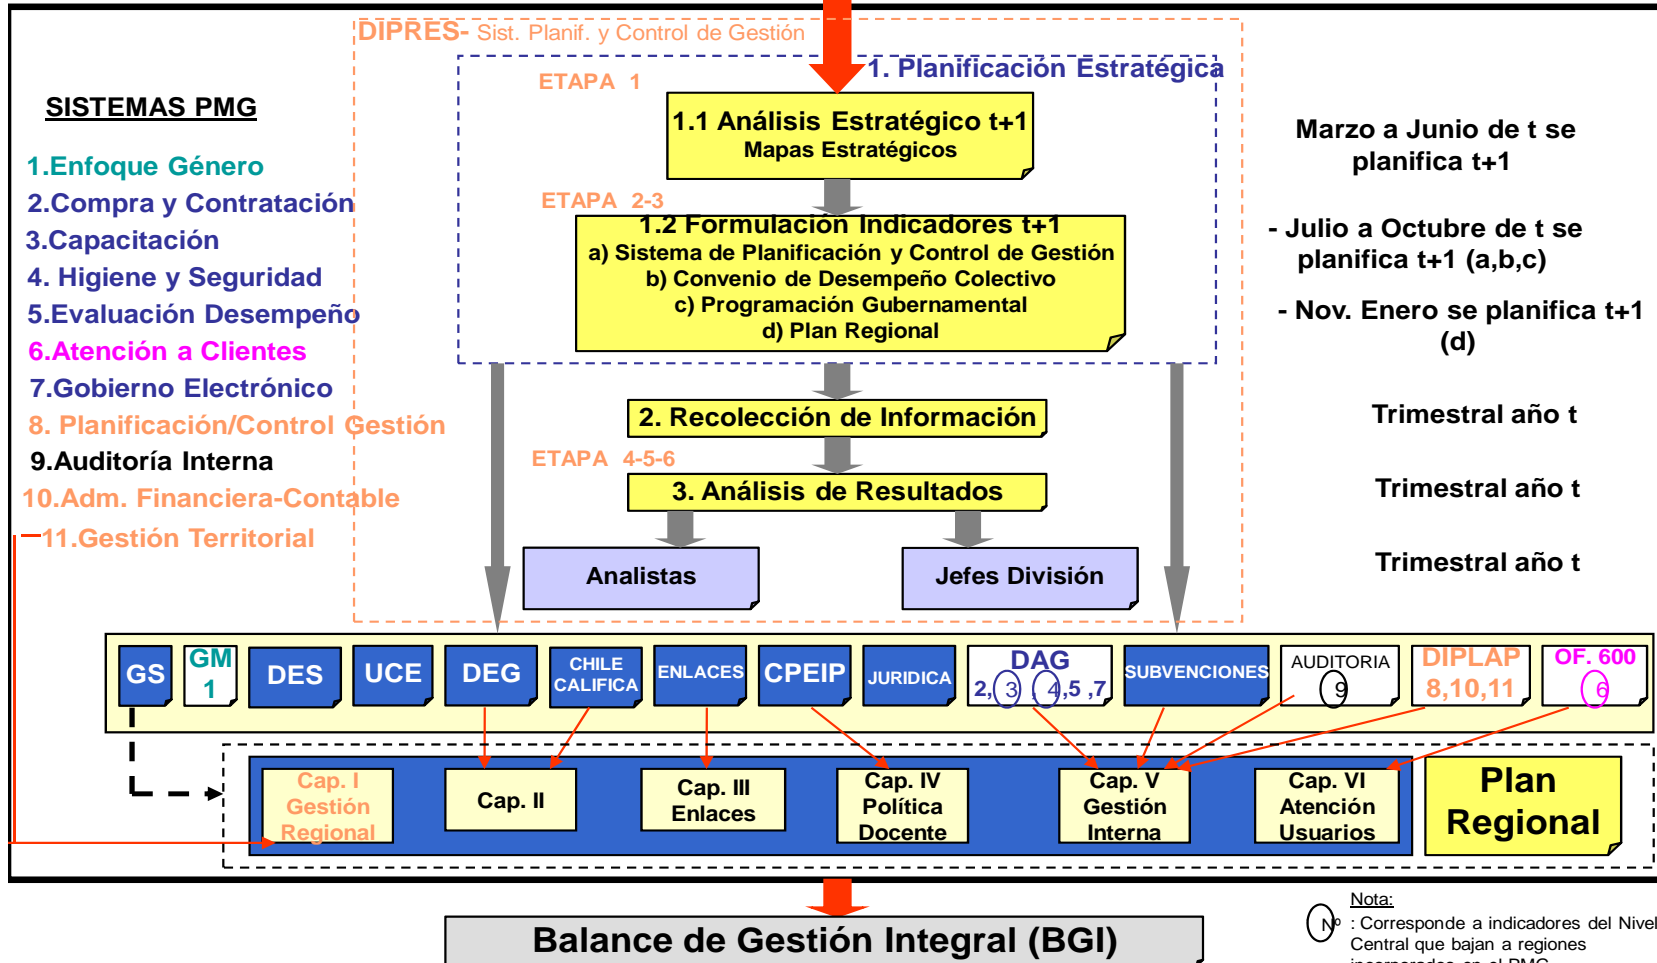 DIPRES- Sist. Planif. y Control de Gestión
1. Planificación Estratégica
ETAPA 1
1.1 Análisis Estratégico t+1
Mapas Estratégicos
ETAPA 2-3
1.2 Formulación Indicadores t+1
a) Sistema de Planificación y Control de Gestión
b) Convenio de Desempeño Colectivo
c) Programación Gubernamental
d) Plan Regional
2. Recolección de Información
ETAPA 4-5-6
3. Análisis de Resultados
Analistas
Jefes División
SISTEMAS PMG
1.Enfoque Género
2.Compra y Contratación
3.Capacitación
4. Higiene y Seguridad
5.Evaluación Desempeño
6.Atención a Clientes
7.Gobierno Electrónico
8. Planificación/Control Gestión
9.Auditoría Interna
10.Adm. Financiera-Contable
11.Gestión Territorial
Marzo a Junio de t se
planifica t+1
- Julio a Octubre de t se
planifica t+1 (a,b,c)
- Nov. Enero se planifica t+1
(d)
Trimestral año t
Trimestral año t
Trimestral año t
GS
GM
1
DES
UCE
DEG
CHILE
CALIFICA
ENLACES
CPEIP
JURIDICA
DAG
2, 3 , 4 ,5 ,7
SUBVENCIONES
AUDITORIA
9
DIPLAP
8,10,11
OF. 600
6
Cap. I
Gestión
Regional
Cap. II
Cap. III
Enlaces
Cap. IV
Política
Docente
Cap. V
Gestión
Interna
Cap. VI
Atención
Usuarios
Plan
Regional
Balance de Gestión Integral (BGI)
Nota:
Nº : Corresponde a indicadores del Nivel
Central que bajan a regiones
incorporados en el PMG